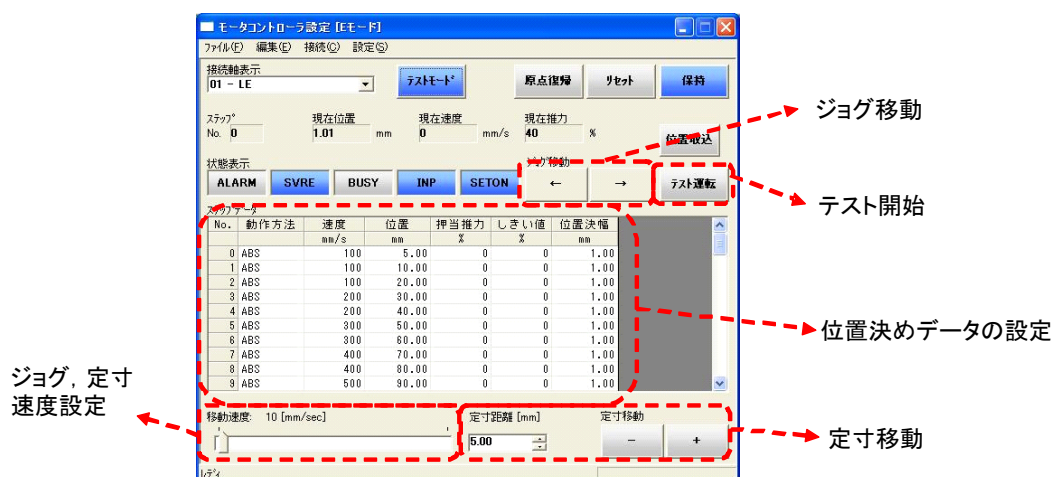 モータコントローラ設定 [Eモード]
ファイル(F) 編集(E) 接続(C) 設定(S)
接続軸表示
01 - LE
テストモード 原点復帰 リセット 保持
ステップ 現在位置 現在速度 現在推力
No. 0 1.01 mm 0 mm/s 40 %
位置取込
状態表示 ジョグ移動
ALARM SVRE BUSY INP SETON ← → テスト運転
ステップデータ
No. 動作方法 速度 位置 押当推力 しきい値 位置決幅
mm/s mm % % mm
0 ABS 100 5.00 0 0 1.00
1 ABS 100 10.00 0 0 1.00
2 ABS 100 20.00 0 0 1.00
3 ABS 200 30.00 0 0 1.00
4 ABS 200 40.00 0 0 1.00
5 ABS 300 50.00 0 0 1.00
6 ABS 300 60.00 0 0 1.00
7 ABS 400 70.00 0 0 1.00
8 ABS 400 80.00 0 0 1.00
9 ABS 500 90.00 0 0 1.00
移動速度: 10 [mm/sec] 定寸距離 [mm] 定寸移動
5.00 - +
レディ
ジョグ移動
テスト開始
位置決めデータの設定
定寸移動
ジョグ, 定寸
速度設定